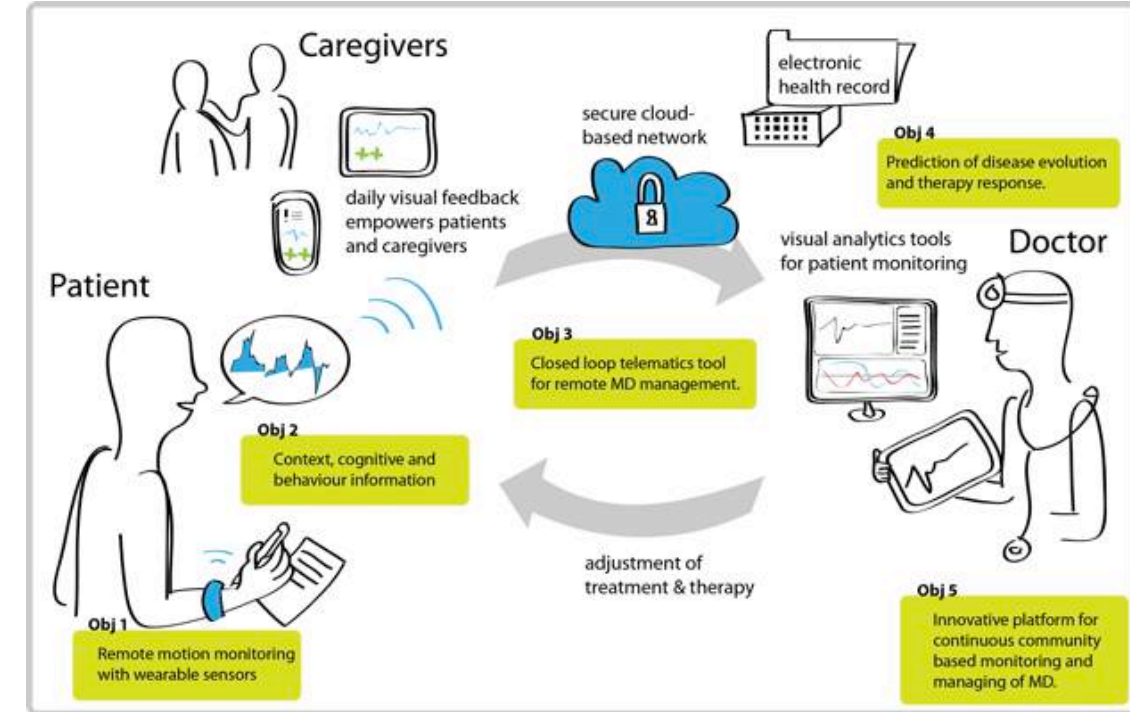 Caregivers
daily visual feedback
empowers patients
and caregivers
secure cloud-
based network
electronic
health record
Obj 4
Prediction of disease evolution
and therapy response.
visual analytics tools
for patient monitoring
Doctor
Patient
Obj 3
Closed loop telematics tool
for remote MD management.
Obj 2
Context, cognitive and
behaviour information
adjustment of
treatment & therapy
Obj 1
Remote motion monitoring
with wearable sensors
Obj 5
Innovative platform for
continuous community
based monitoring and
managing of MD.